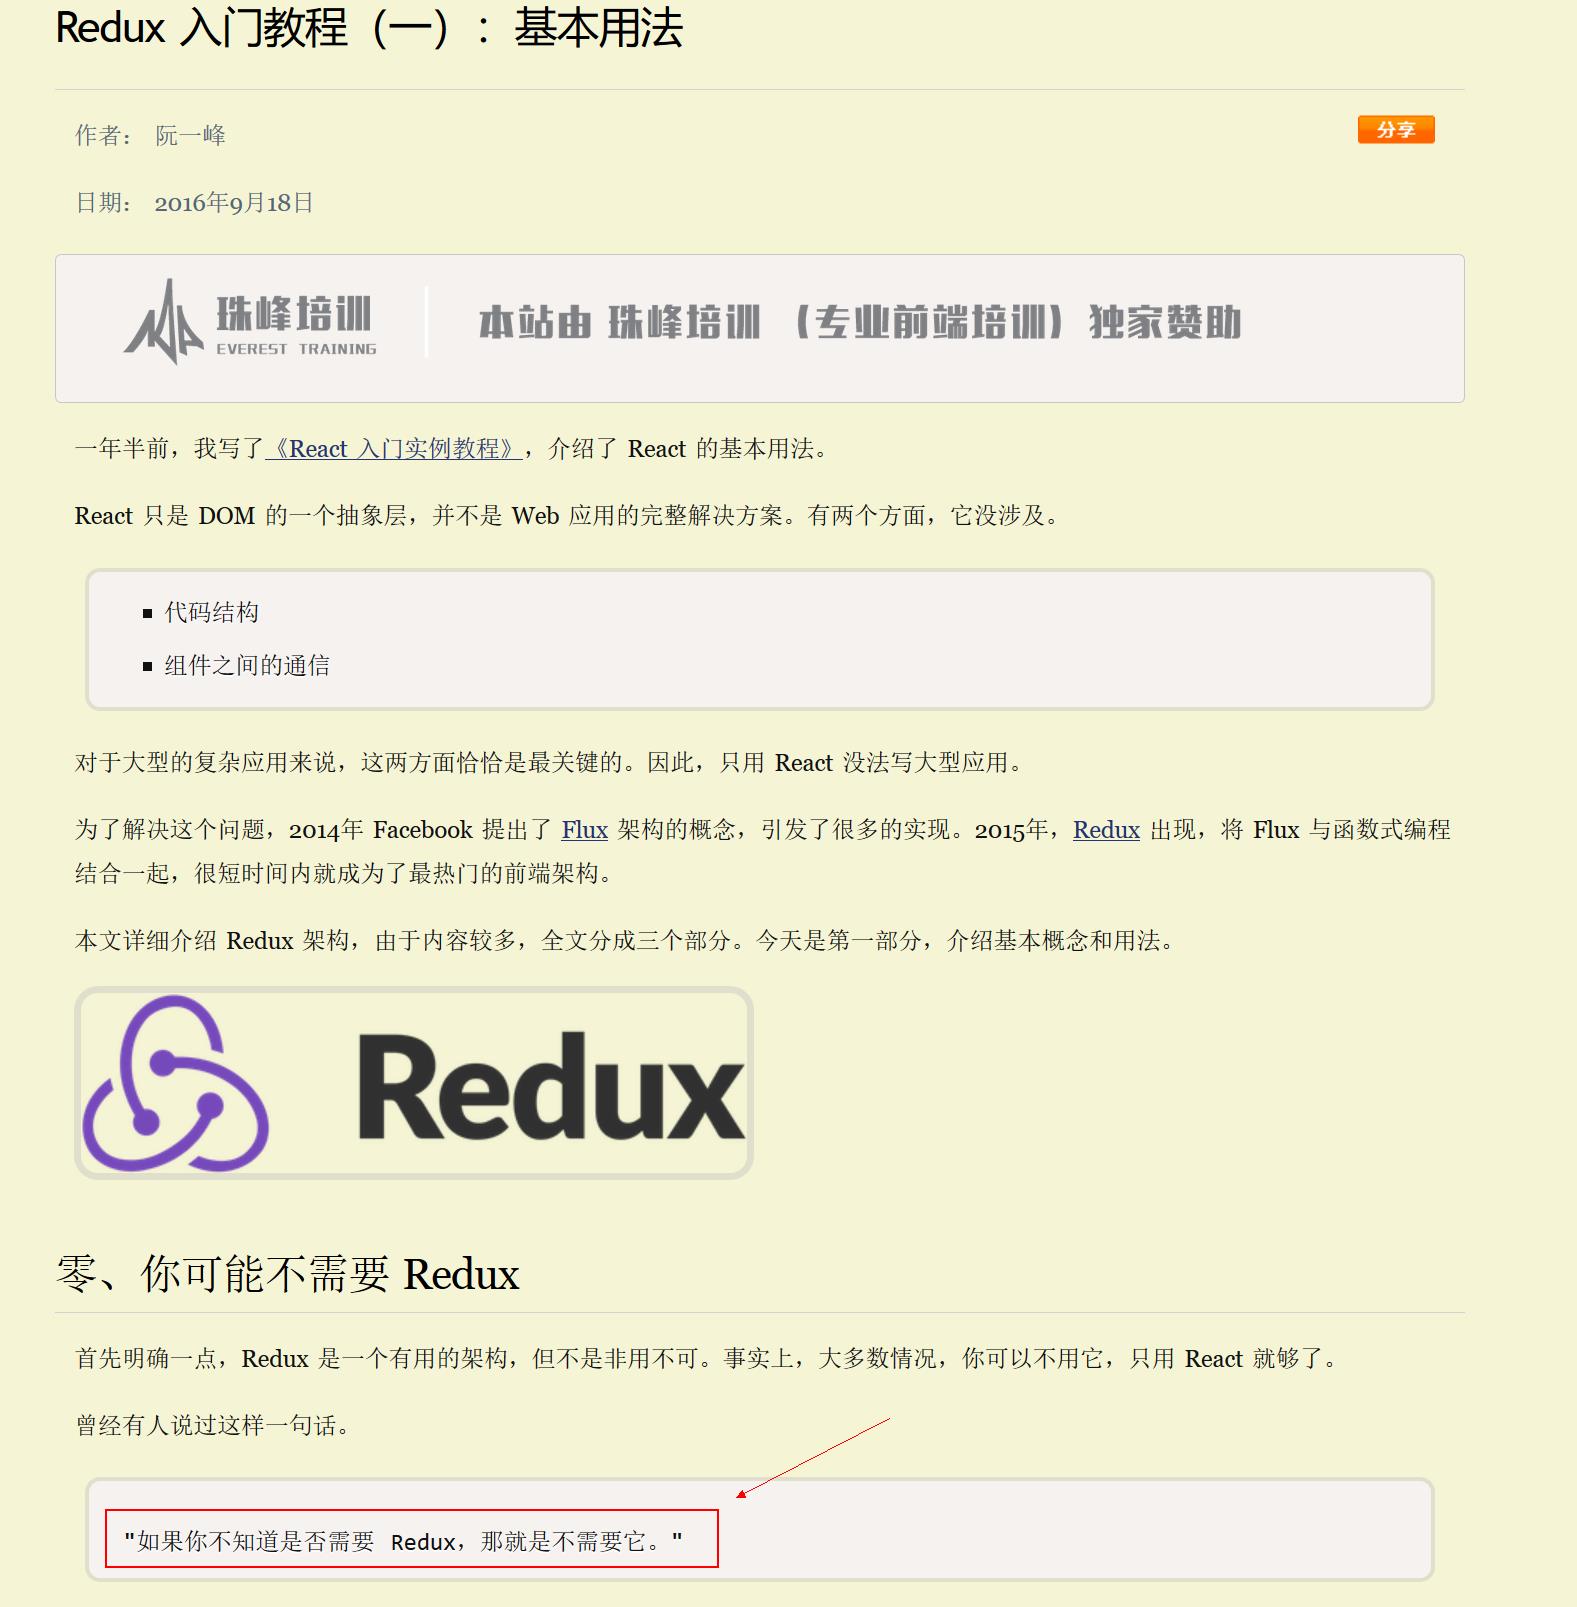 Redux 入门教程（一）：基本用法
作者： 阮一峰
分享
日期： 2016年9月18日
珠峰培训
EVEREST TRAINING
本站由 珠峰培训 （专业前端培训）独家赞助
一年半前，我写了《React 入门实例教程》，介绍了 React 的基本用法。
React 只是 DOM 的一个抽象层，并不是 Web 应用的完整解决方案。有两个方面，它没涉及。
▪ 代码结构
▪ 组件之间的通信
对于大型的复杂应用来说，这两方面恰恰是最关键的。因此，只用 React 没法写大型应用。
为了解决这个问题，2014年 Facebook 提出了 Flux 架构的概念，引发了很多的实现。2015年，Redux 出现，将 Flux 与函数式编程
结合一起，很短时间内就成为了最热门的前端架构。
本文详细介绍 Redux 架构，由于内容较多，全文分成三个部分。今天是第一部分，介绍基本概念和用法。
Redux
零、你可能不需要 Redux
首先明确一点，Redux 是一个有用的架构，但不是非用不可。事实上，大多数情况，你可以不用它，只用 React 就够了。
曾经有人说过这样一句话。
"如果你不知道是否需要 Redux，那就是不需要它。"